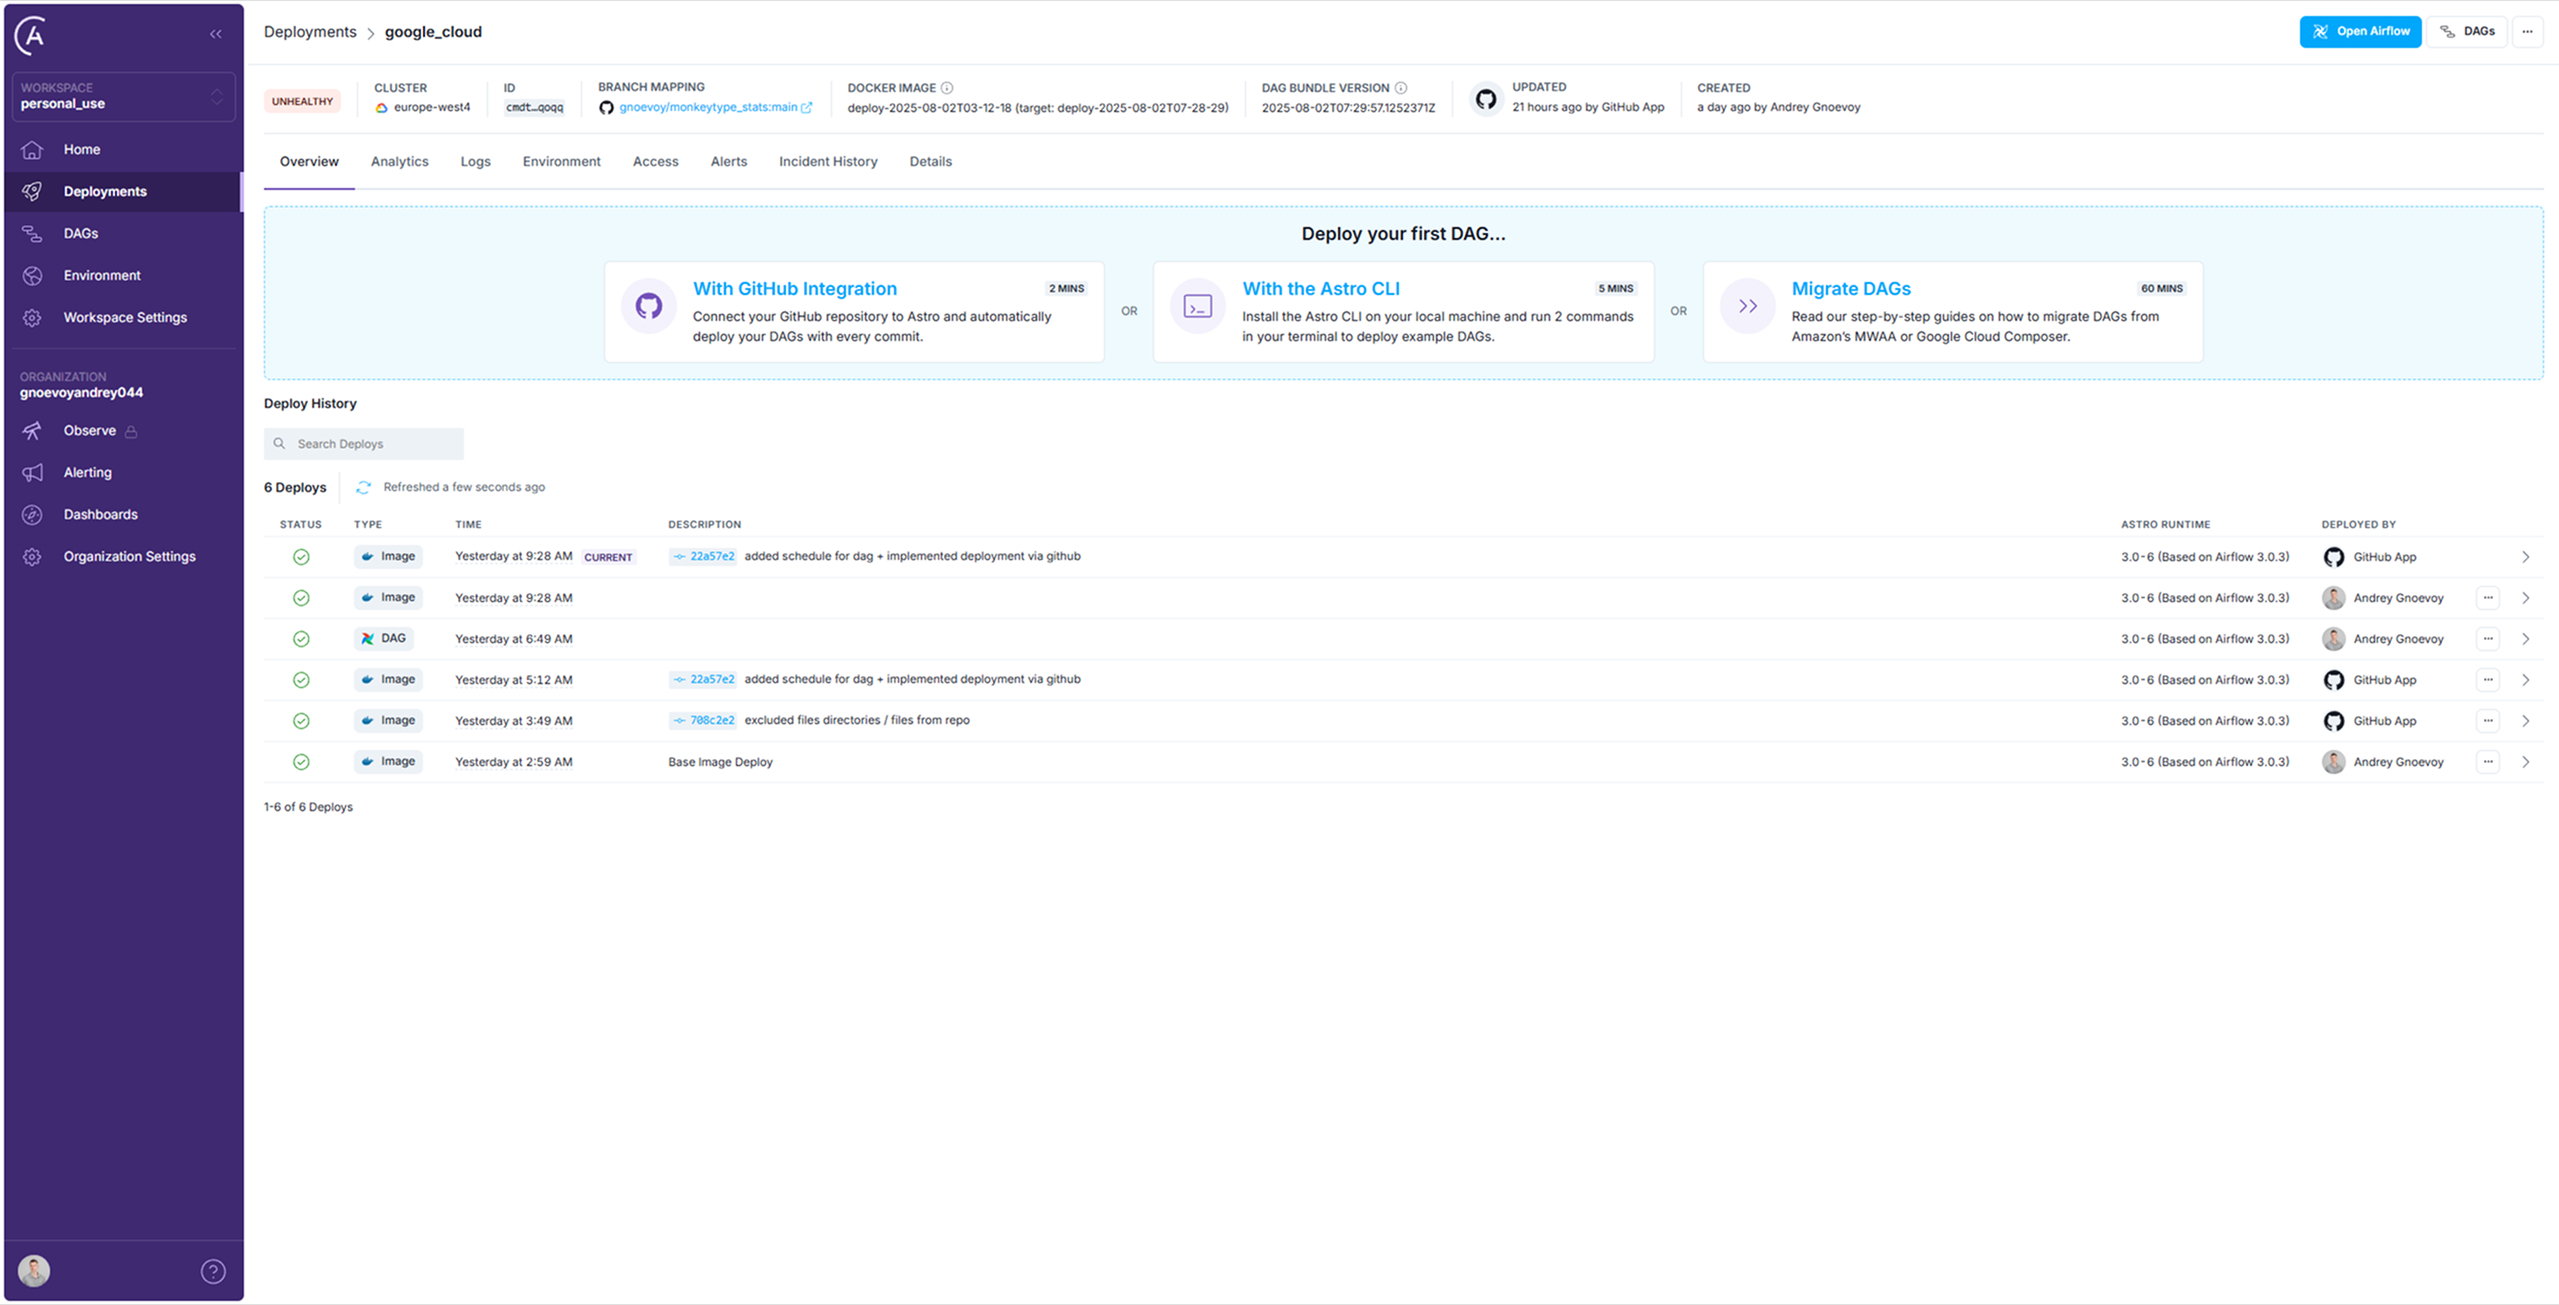 Deployments > google_cloud
Open Airflow
DAGs
WORKSPACE
personal_use
Home
Deployments
DAGs
Environment
Workspace Settings
ORGANIZATION
gnoevoyandrey044
Observe
Alerting
Dashboards
Organization Settings
UNHEALTHY
CLUSTER
europe-west4
ID
cmdt…qoqq
BRANCH MAPPING
gnoevoy/monkeytype_stats:main
DOCKER IMAGE
deploy-2025-08-02T03-12-18 (target: deploy-2025-08-02T07-28-29)
DAG BUNDLE VERSION
2025-08-02T07:29:57.1252371Z
UPDATED
21 hours ago by GitHub App
CREATED
a day ago by Andrey Gnoevoy
Overview Analytics Logs Environment Access Alerts Incident History Details
Deploy your first DAG...
With GitHub Integration 2 MINS
Connect your GitHub repository to Astro and automatically
deploy your DAGs with every commit.
OR
With the Astro CLI 5 MINS
Install the Astro CLI on your local machine and run 2 commands
in your terminal to deploy example DAGs.
OR
Migrate DAGs 60 MINS
Read our step-by-step guides on how to migrate DAGs from
Amazon's MWAA or Google Cloud Composer.
Deploy History
Search Deploys
6 Deploys Refreshed a few seconds ago
STATUS TYPE TIME DESCRIPTION ASTRO RUNTIME DEPLOYED BY
Image Yesterday at 9:28 AM CURRENT 22a57e2 added schedule for dag + implemented deployment via github 3.0-6 (Based on Airflow 3.0.3) GitHub App
Image Yesterday at 9:28 AM 3.0-6 (Based on Airflow 3.0.3) Andrey Gnoevoy
DAG Yesterday at 6:49 AM 3.0-6 (Based on Airflow 3.0.3) Andrey Gnoevoy
Image Yesterday at 5:12 AM 22a57e2 added schedule for dag + implemented deployment via github 3.0-6 (Based on Airflow 3.0.3) GitHub App
Image Yesterday at 3:49 AM 708c2e2 excluded files directories / files from repo 3.0-6 (Based on Airflow 3.0.3) GitHub App
Image Yesterday at 2:59 AM Base Image Deploy 3.0-6 (Based on Airflow 3.0.3) Andrey Gnoevoy
1-6 of 6 Deploys